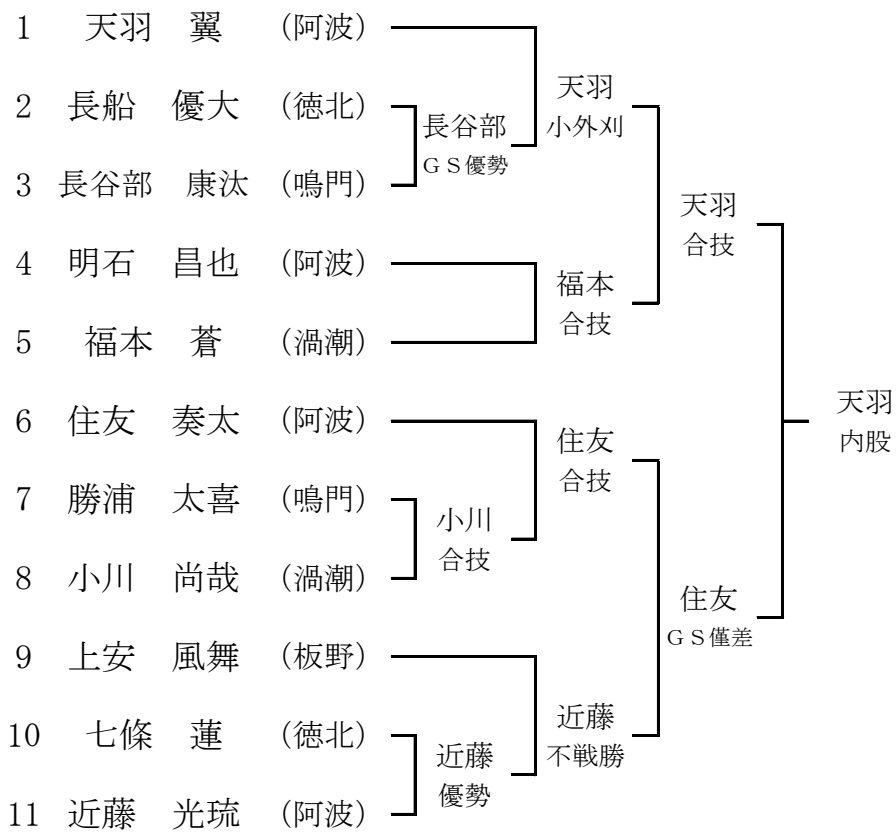 1 天羽 翼 (阿波)
2 長船 優大 (徳北)
3 長谷部 康汰 (鳴門)
4 明石 昌也 (阿波)
5 福本 蒼 (渦潮)
6 住友 奏太 (阿波)
7 勝浦 太喜 (鳴門)
8 小川 尚哉 (渦潮)
9 上安 風舞 (板野)
10 七條 蓮 (徳北)
11 近藤 光琉 (阿波)
長谷部
ＧＳ優勢
小川
合技
近藤
優勢
天羽
小外刈
福本
合技
住友
合技
近藤
不戦勝
天羽
合技
住友
ＧＳ僅差
天羽
内股